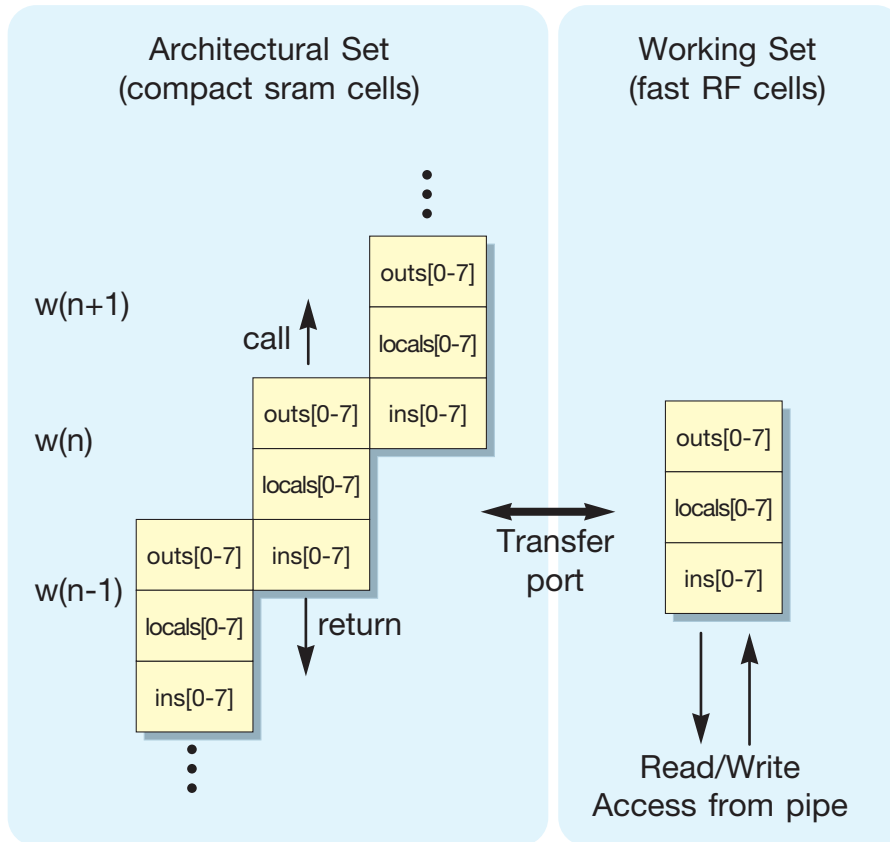 Architectural Set
(compact sram cells)
Working Set
(fast RF cells)
outs[0-7]
w(n+1)
call
locals[0-7]
outs[0-7]
ins[0-7]
w(n)
locals[0-7]
outs[0-7]
ins[0-7]
w(n-1)
locals[0-7]
return
ins[0-7]
Transfer
port
outs[0-7]
locals[0-7]
ins[0-7]
Read/Write
Access from pipe